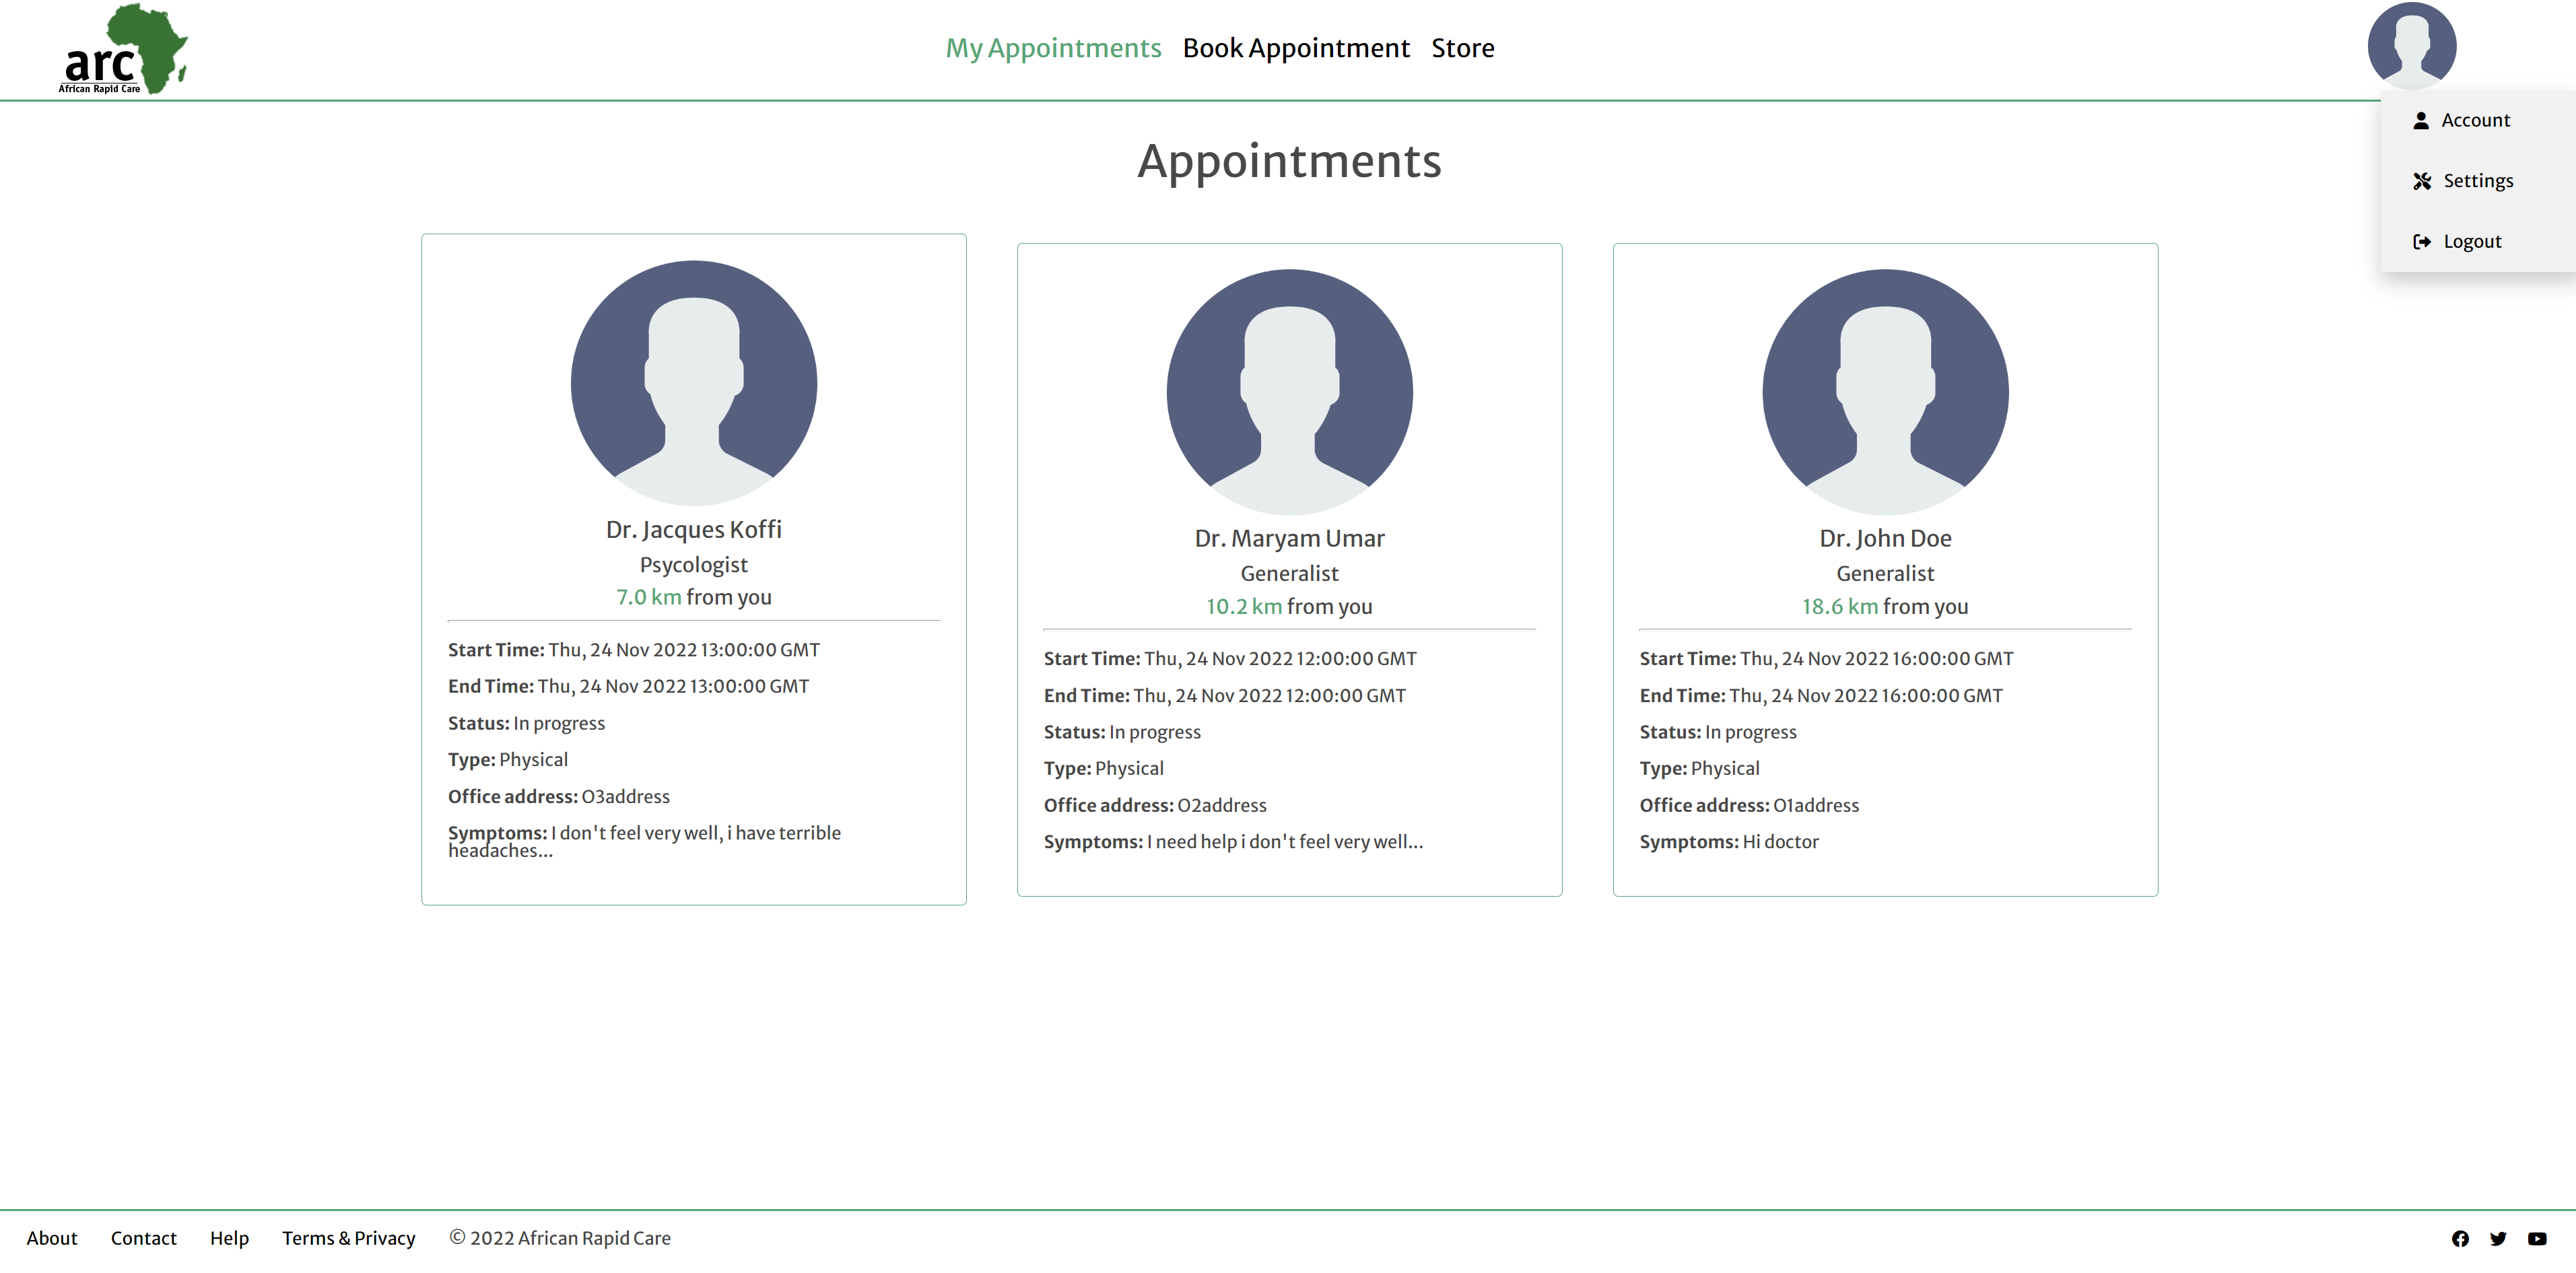 arc
African Rapid Care
My Appointments Book Appointment Store
Account
Settings
Logout
Appointments
Dr. Jacques Koffi
Psycologist
7.0 km from you
Start Time: Thu, 24 Nov 2022 13:00:00 GMT
End Time: Thu, 24 Nov 2022 13:00:00 GMT
Status: In progress
Type: Physical
Office address: O3address
Symptoms: I don't feel very well, i have terrible
headaches...
Dr. Maryam Umar
Generalist
10.2 km from you
Start Time: Thu, 24 Nov 2022 12:00:00 GMT
End Time: Thu, 24 Nov 2022 12:00:00 GMT
Status: In progress
Type: Physical
Office address: O2address
Symptoms: I need help i don't feel very well...
Dr. John Doe
Generalist
18.6 km from you
Start Time: Thu, 24 Nov 2022 16:00:00 GMT
End Time: Thu, 24 Nov 2022 16:00:00 GMT
Status: In progress
Type: Physical
Office address: O1address
Symptoms: Hi doctor
About Contact Help Terms & Privacy © 2022 African Rapid Care